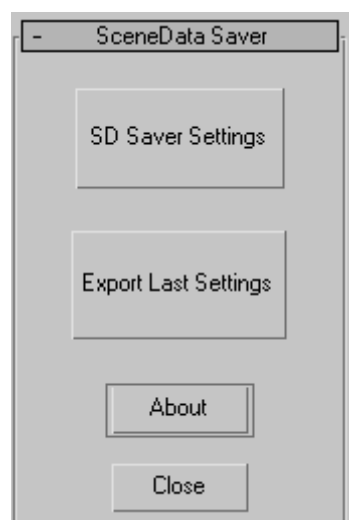 - SceneData Saver
SD Saver Settings
Export Last Settings
About
Close